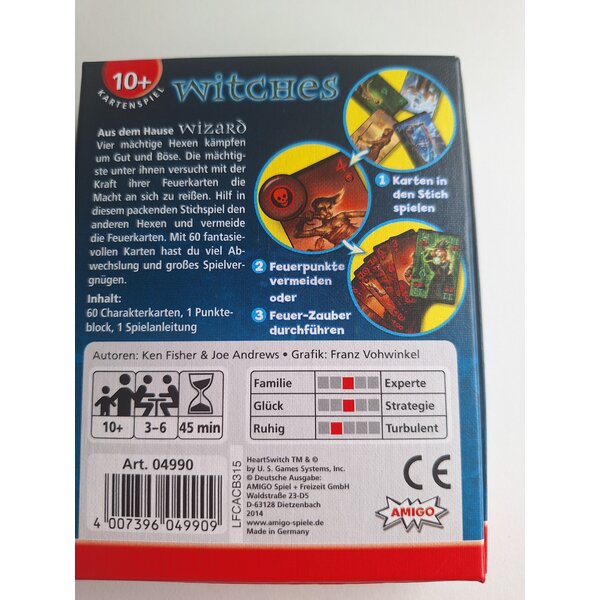 10+
KARTENSPIEL
WITCHES
Aus dem Hause WIZARD
Vier mächtige Hexen kämpfen
um Gut und Böse. Die mächtig-
ste unter ihnen versucht mit der
Kraft ihrer Feuerkarten die
Macht an sich zu reißen. Hilf in
diesem packenden Stichspiel den
anderen Hexen und vermeide
die Feuerkarten. Mit 60 fantasie-
vollen Karten hast du viel Ab-
wechslung und großes Spielver-
gnügen.
Inhalt:
60 Charakterkarten, 1 Punkte-
block, 1 Spielanleitung
1 Karten in
den Stich
spielen
2 Feuerpunkte
vermeiden
oder
3 Feuer-Zauber
durchführen
Autoren: Ken Fisher & Joe Andrews • Grafik: Franz Vohwinkel
10+ 3–6 45 min
Familie Experte
Glück Strategie
Ruhig Turbulent
Art. 04990
4 007396 049909
LFCACB315
HeartSwitch TM & ©
by U. S. Games Systems, Inc.
© Deutsche Ausgabe:
AMIGO Spiel + Freizeit GmbH
Waldstraße 23-D5
D-63128 Dietzenbach
2014
www.amigo-spiele.de
Made in Germany
CE
AMIGO